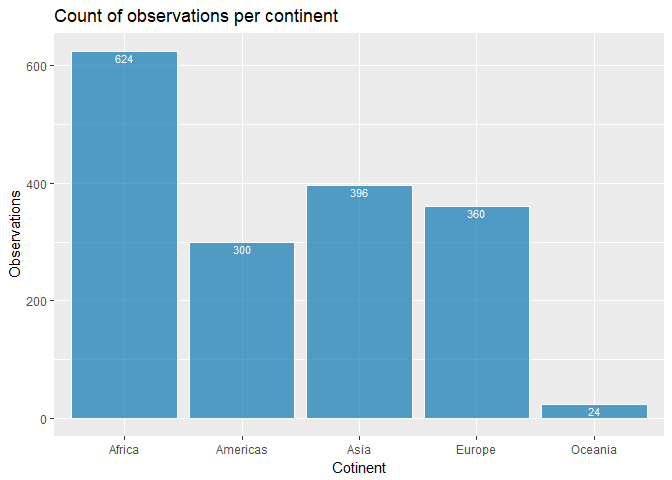 Count of observations per continent
Observations
600
400
200
0
624
300
396
360
24
Africa Americas Asia Europe Oceania
Cotinent